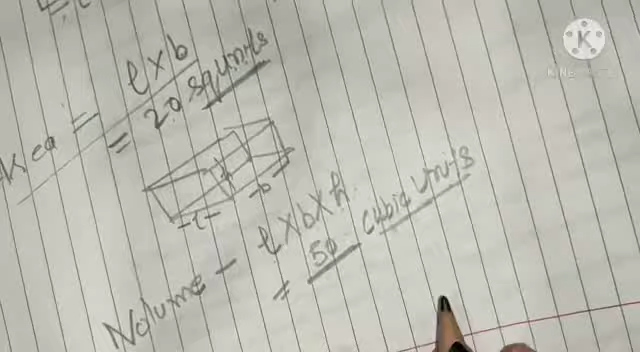 Area = l x b
= 20 sq units
-l-
-b-
h
Volume - l x b x h
= 50 cubic units
K